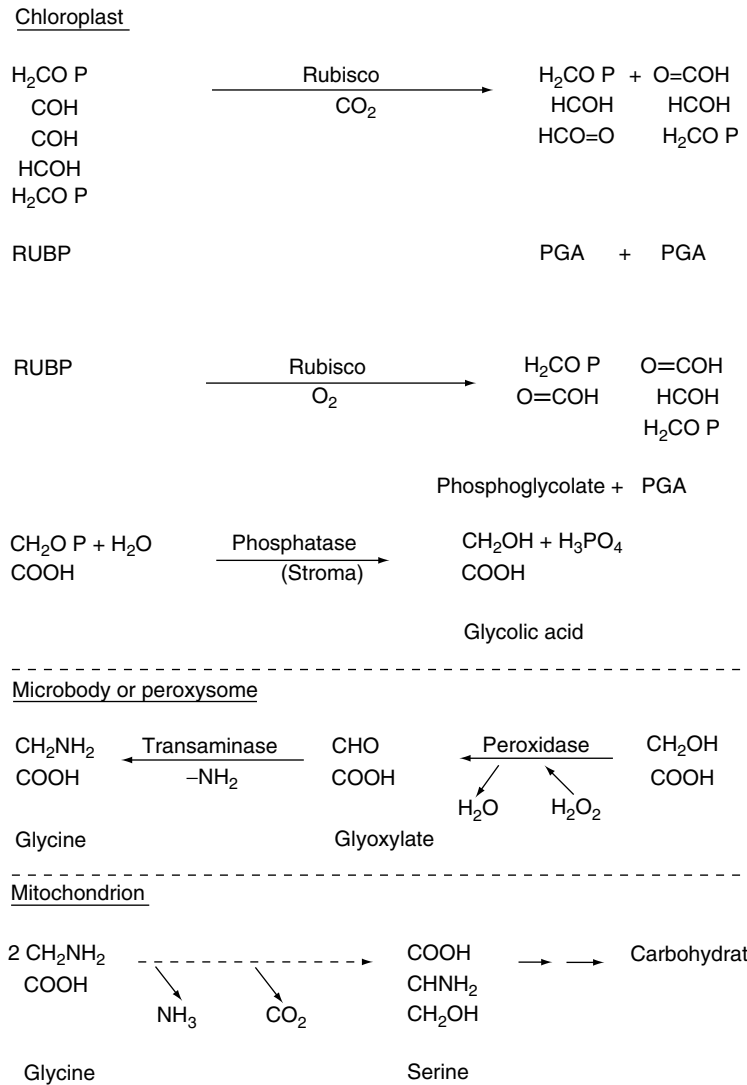 Chloroplast
H₂CO P Rubisco H₂CO P + O=COH
COH CO₂ HCOH HCOH
COH HCO=O H₂CO P
HCOH
H₂CO P
RUBP PGA + PGA
RUBP Rubisco H₂CO P O=COH
O₂ O=COH HCOH
H₂CO P
Phosphoglycolate + PGA
CH₂O P + H₂O Phosphatase CH₂OH + H₃PO₄
COOH (Stroma) COOH
Glycolic acid
Microbody or peroxysome
CH₂NH₂ Transaminase CHO Peroxidase CH₂OH
COOH –NH₂ COOH COOH
H₂O H₂O₂
Glycine Glyoxylate
Mitochondrion
2 CH₂NH₂ COOH Carbohydrat
COOH CHNH₂
NH₃ CO₂ CH₂OH
Glycine Serine